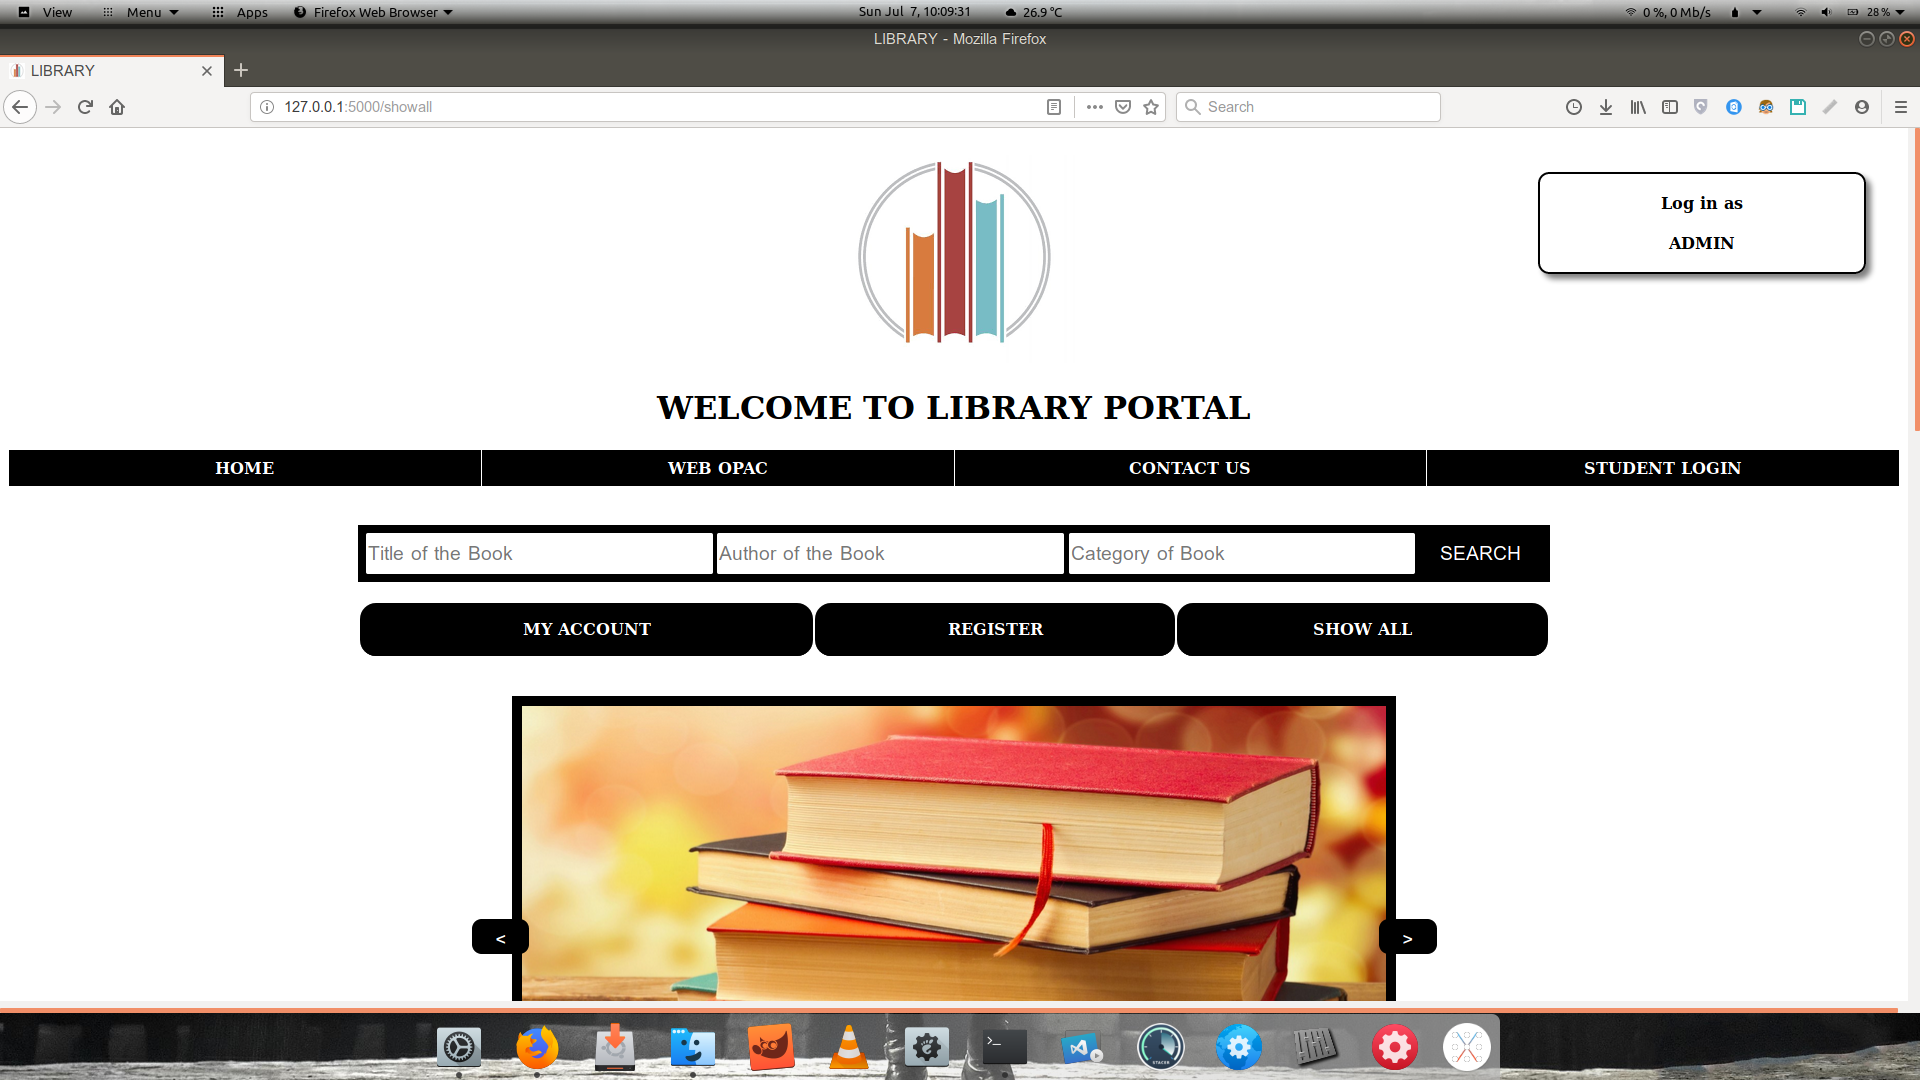 View Menu Apps Firefox Web Browser Sun Jul 7, 10:09:31 26.9 °C 0 %, 0 Mb/s 28 %
LIBRARY - Mozilla Firefox
LIBRARY
127.0.0.1:5000/showall Search
Log in as
ADMIN
WELCOME TO LIBRARY PORTAL
HOME WEB OPAC CONTACT US STUDENT LOGIN
Title of the Book Author of the Book Category of Book SEARCH
MY ACCOUNT REGISTER SHOW ALL
< >
STACER